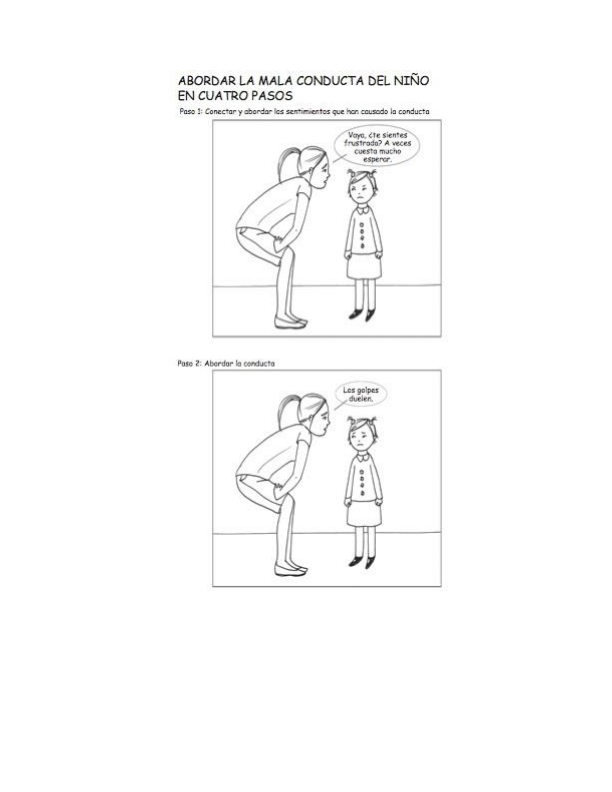 ABORDAR LA MALA CONDUCTA DEL NIÑO
EN CUATRO PASOS
Paso 1: Conectar y abordar los sentimientos que han causado la conducta
Vaya, ¿te sientes
frustrada? A veces
cuesta mucho
esperar.
Paso 2: Abordar la conducta
Los golpes
duelen.